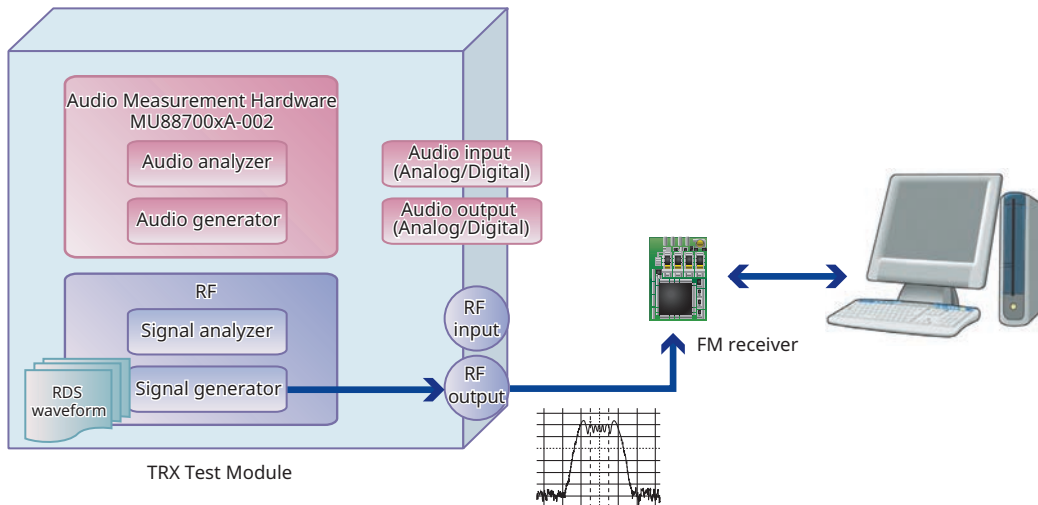 Audio Measurement Hardware
MU88700xA-002
Audio analyzer
Audio generator
Audio input
(Analog/Digital)
Audio output
(Analog/Digital)
RF
Signal analyzer
Signal generator
RDS
waveform
RF
input
RF
output
FM receiver
TRX Test Module